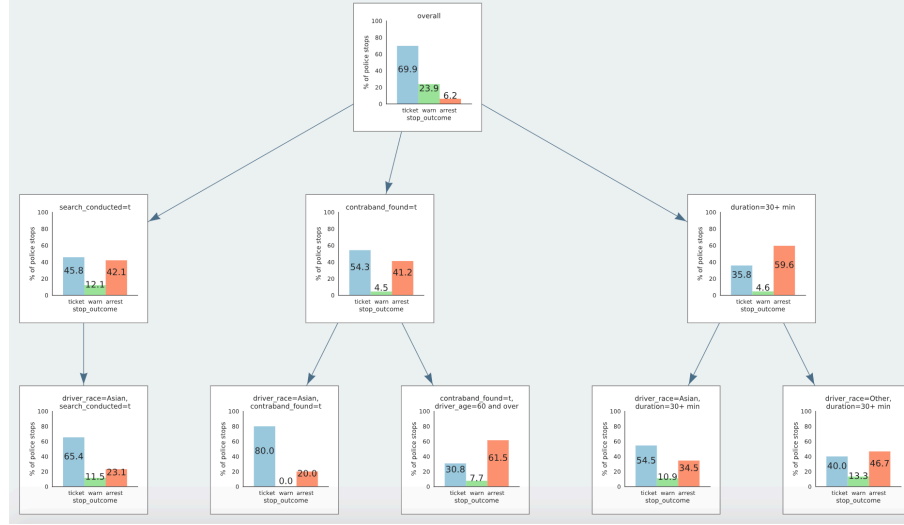 overall
% of police stops
100
80
60
40
20
0
69.9
23.9
6.2
ticket warn arrest
stop_outcome
search_conducted=t
% of police stops
100
80
60
40
20
0
45.8
12.1
42.1
ticket warn arrest
stop_outcome
contraband_found=t
% of police stops
100
80
60
40
20
0
54.3
4.5
41.2
ticket warn arrest
stop_outcome
duration=30+ min
% of police stops
100
80
60
40
20
0
35.8
4.6
59.6
ticket warn arrest
stop_outcome
driver_race=Asian,
search_conducted=t
% of police stops
100
80
60
40
20
0
65.4
11.5
23.1
ticket warn arrest
stop_outcome
driver_race=Asian,
contraband_found=t
% of police stops
100
80
60
40
20
0
80.0
0.0
20.0
ticket warn arrest
stop_outcome
contraband_found=t,
driver_age=60 and over
% of police stops
100
80
60
40
20
0
30.8
7.7
61.5
ticket warn arrest
stop_outcome
driver_race=Asian,
duration=30+ min
% of police stops
100
80
60
40
20
0
54.5
10.9
34.5
ticket warn arrest
stop_outcome
driver_race=Other,
duration=30+ min
% of police stops
100
80
60
40
20
0
40.0
13.3
46.7
ticket warn arrest
stop_outcome